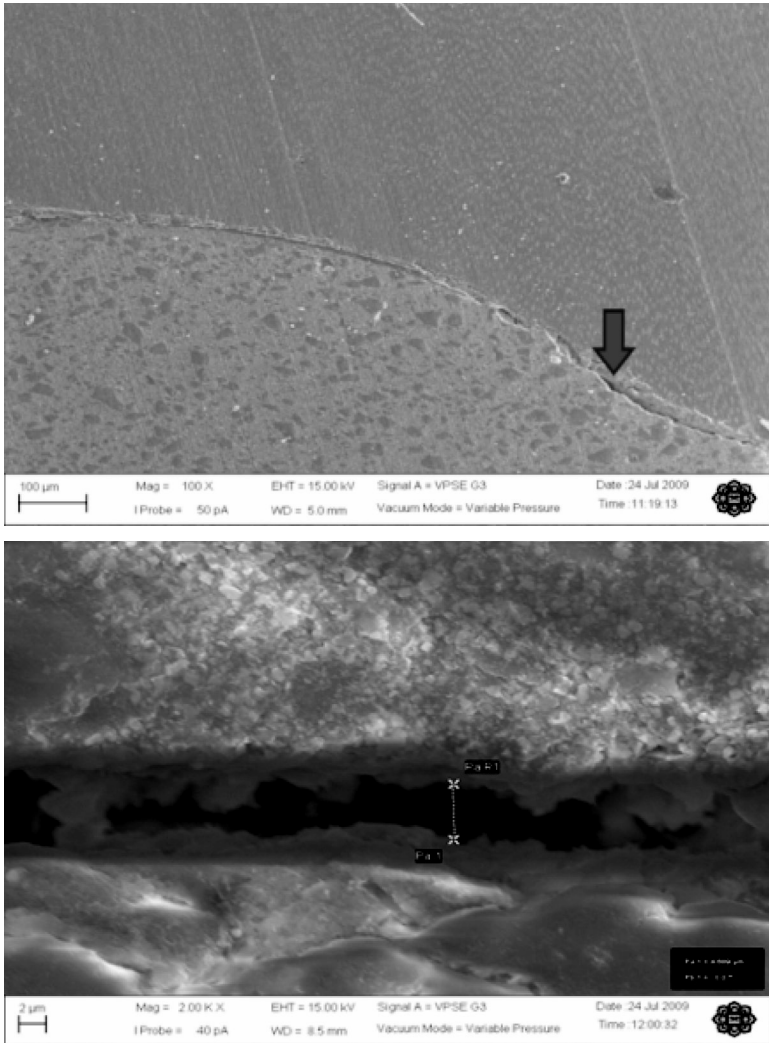 100 µm Mag = 100 X EHT = 15.00 kV Signal A = VPSE G3 Date :24 Jul 2009
I Probe = 50 pA WD = 5.0 mm Vacuum Mode = Variable Pressure Time :11:19:13
Pa R1
Pa 1
2 µm Mag = 2.00 K X EHT = 15.00 kV Signal A = VPSE G3 Date :24 Jul 2009
I Probe = 40 pA WD = 8.5 mm Vacuum Mode = Variable Pressure Time :12:00:32